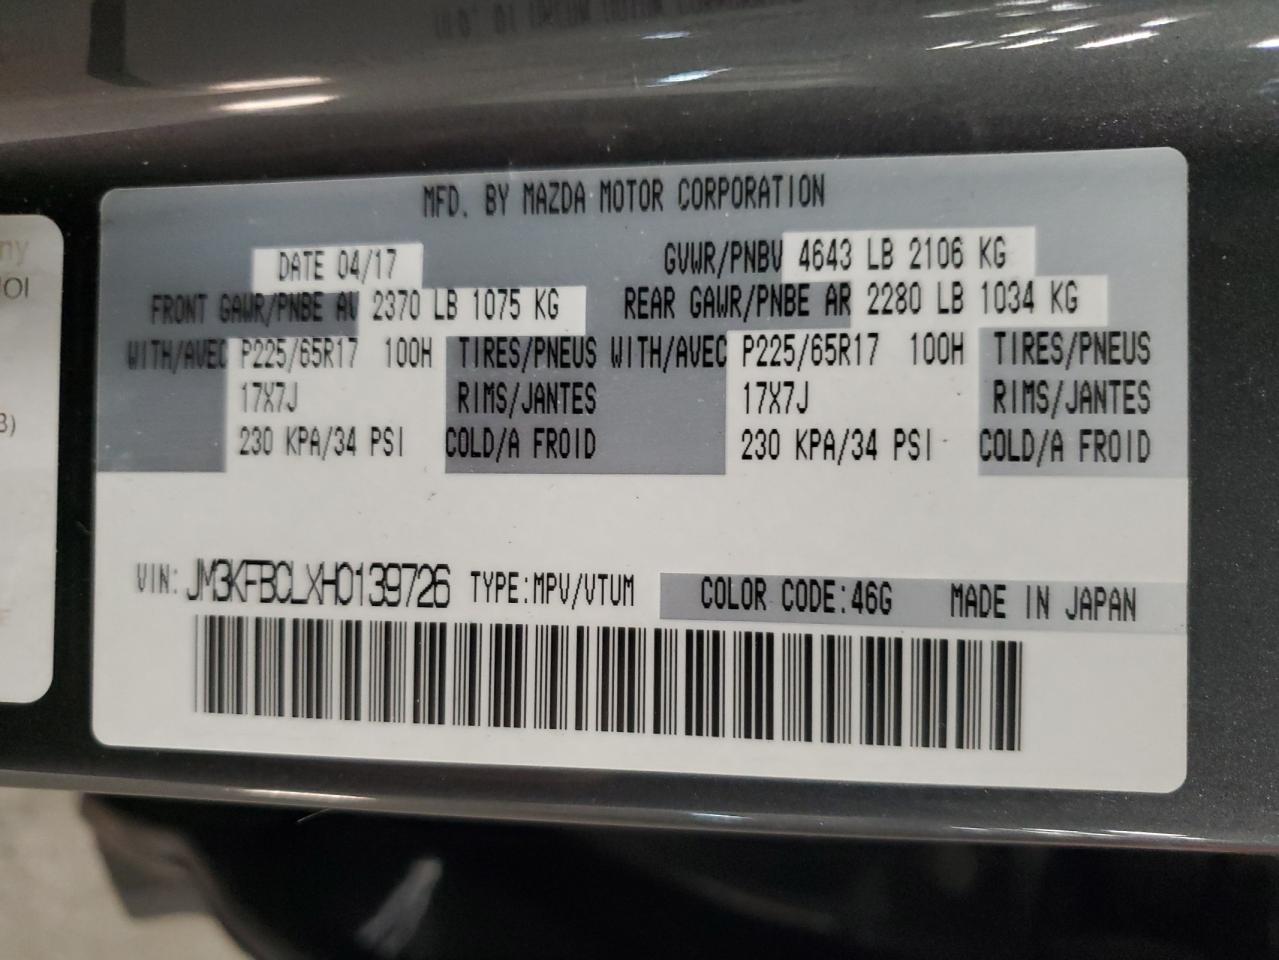 MFD. BY MAZDA MOTOR CORPORATION
DATE 04/17 GVWR/PNBV 4643 LB 2106 KG
FRONT GAWR/PNBE AV 2370 LB 1075 KG REAR GAWR/PNBE AR 2280 LB 1034 KG
WITH/AVEC P225/65R17 100H TIRES/PNEUS WITH/AVEC P225/65R17 100H TIRES/PNEUS
17X7J RIMS/JANTES 17X7J RIMS/JANTES
230 KPA/34 PSI COLD/A FROID 230 KPA/34 PSI COLD/A FROID
VIN: JM3KFBCLXH0139726 TYPE:MPV/VTUM COLOR CODE:46G MADE IN JAPAN